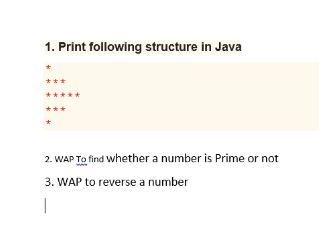 1. Print following structure in Java
*
***
*****
***
*
2. WAP To find whether a number is Prime or not
3. WAP to reverse a number